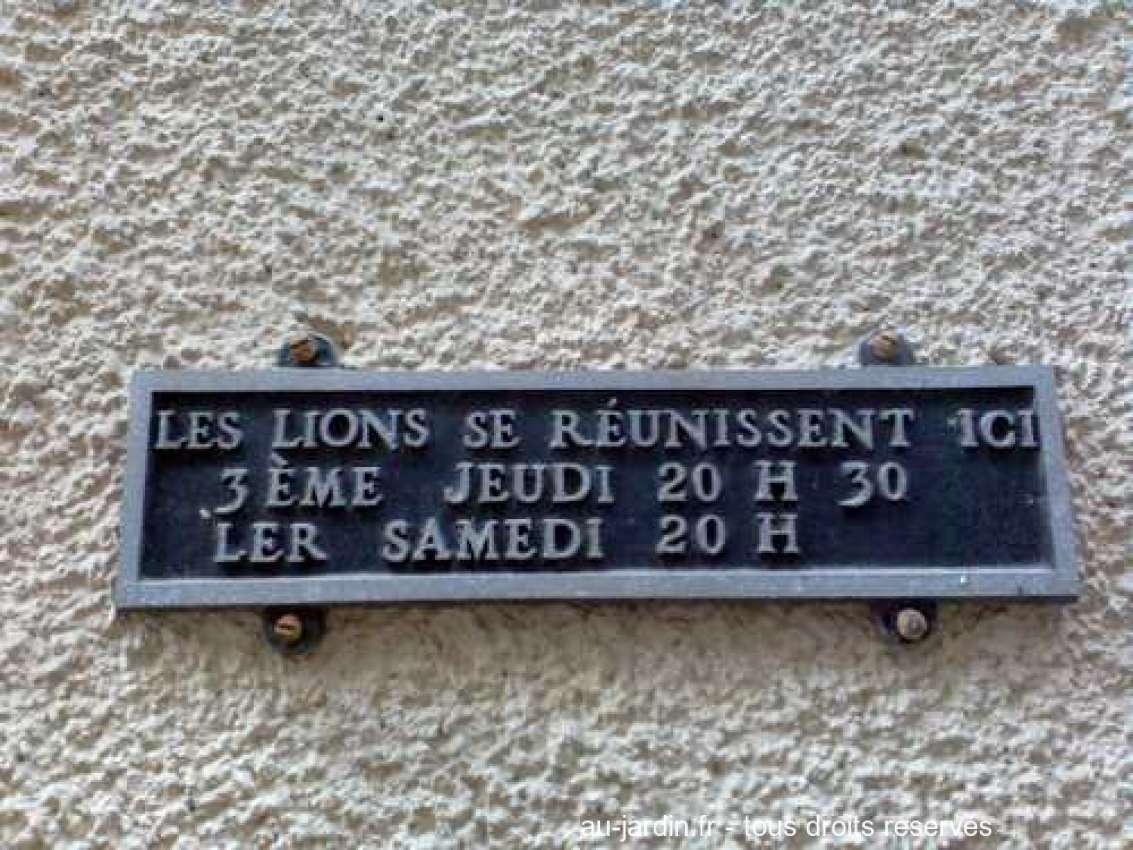 LES LIONS SE RÉUNISSENT ICI
3ÈME JEUDI 20 H 30
LER SAMEDI 20 H
au-jardin.fr - tous droits reservés